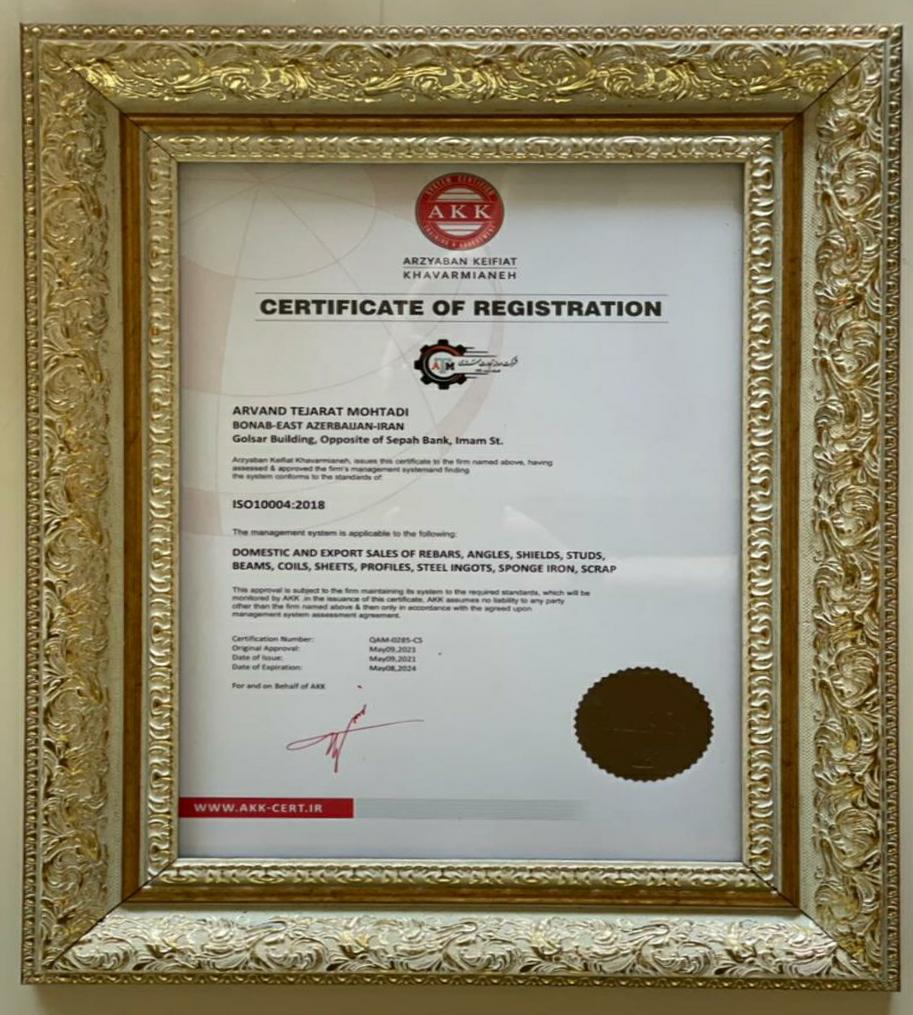 SYSTEM CERTIFIED
AKK
TRAINING & ASSESSMENT
ARZYABAN KEIFIAT
KHAVARMIANEH
CERTIFICATE OF REGISTRATION
ATM
ARVAND TEJARAT MOHTADI
BONAB-EAST AZERBAIJAN-IRAN
Golsar Building, Opposite of Sepah Bank, Imam St.
Arzyaban Keifiat Khavarmianeh, issues this certificate to the firm named above, having
assessed & approved the firm's management systemand finding
the system conforms to the standards of:
ISO10004:2018
The management system is applicable to the following:
DOMESTIC AND EXPORT SALES OF REBARS, ANGLES, SHIELDS, STUDS,
BEAMS, COILS, SHEETS, PROFILES, STEEL INGOTS, SPONGE IRON, SCRAP
This approval is subject to the firm maintaining its system to the required standards, which will be
monitored by AKK .in the issuance of this certificate, AKK assumes no liability to any party
other than the firm named above & then only in accordance with the agreed upon
management system assessment agreement.
Certification Number: QAM-0285-CS
Original Approval: May09,2021
Date of Issue: May09,2021
Date of Expiration: May08,2024
For and on Behalf of AKK
WWW.AKK-CERT.IR